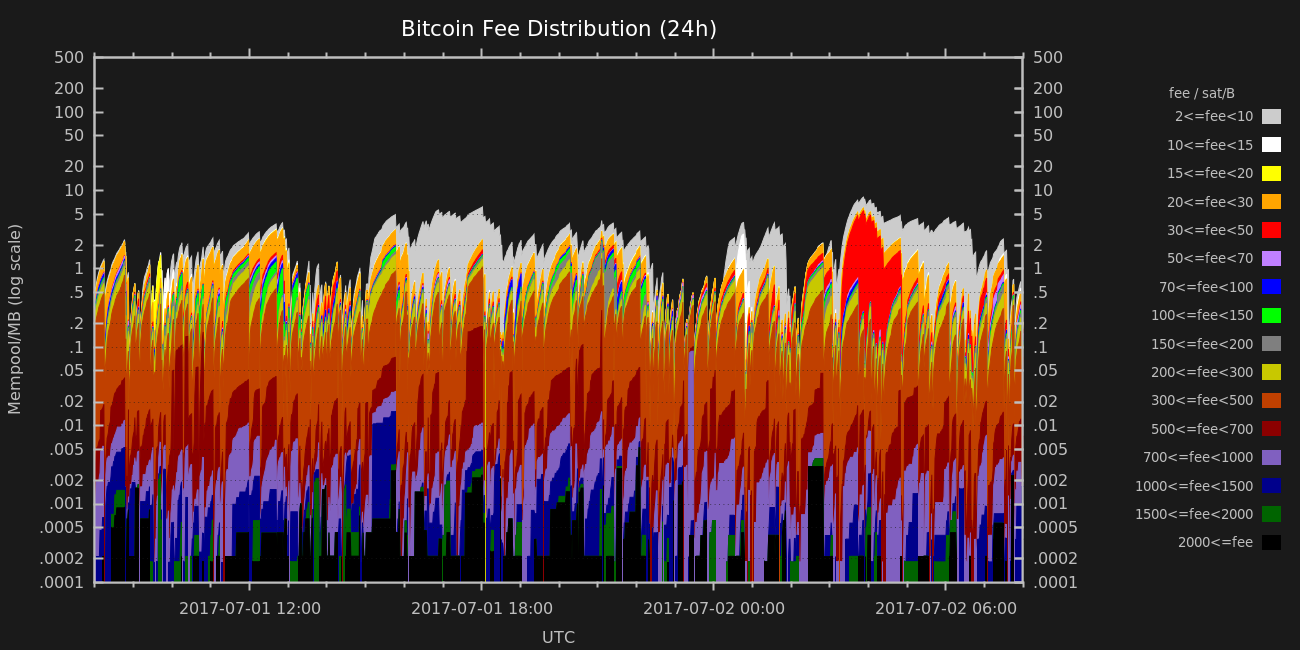 Bitcoin Fee Distribution (24h)
500
200
100
50
20
10
5
2
1
.5
.2
.1
.05
.02
.01
.005
.002
.001
.0005
.0002
.0001
Mempool/MB (log scale)
500
200
100
50
20
10
5
2
1
.5
.2
.1
.05
.02
.01
.005
.002
.001
.0005
.0002
.0001
2017-07-01 12:00
2017-07-01 18:00
2017-07-02 00:00
2017-07-02 06:00
UTC
fee / sat/B
2<=fee<10
10<=fee<15
15<=fee<20
20<=fee<30
30<=fee<50
50<=fee<70
70<=fee<100
100<=fee<150
150<=fee<200
200<=fee<300
300<=fee<500
500<=fee<700
700<=fee<1000
1000<=fee<1500
1500<=fee<2000
2000<=fee